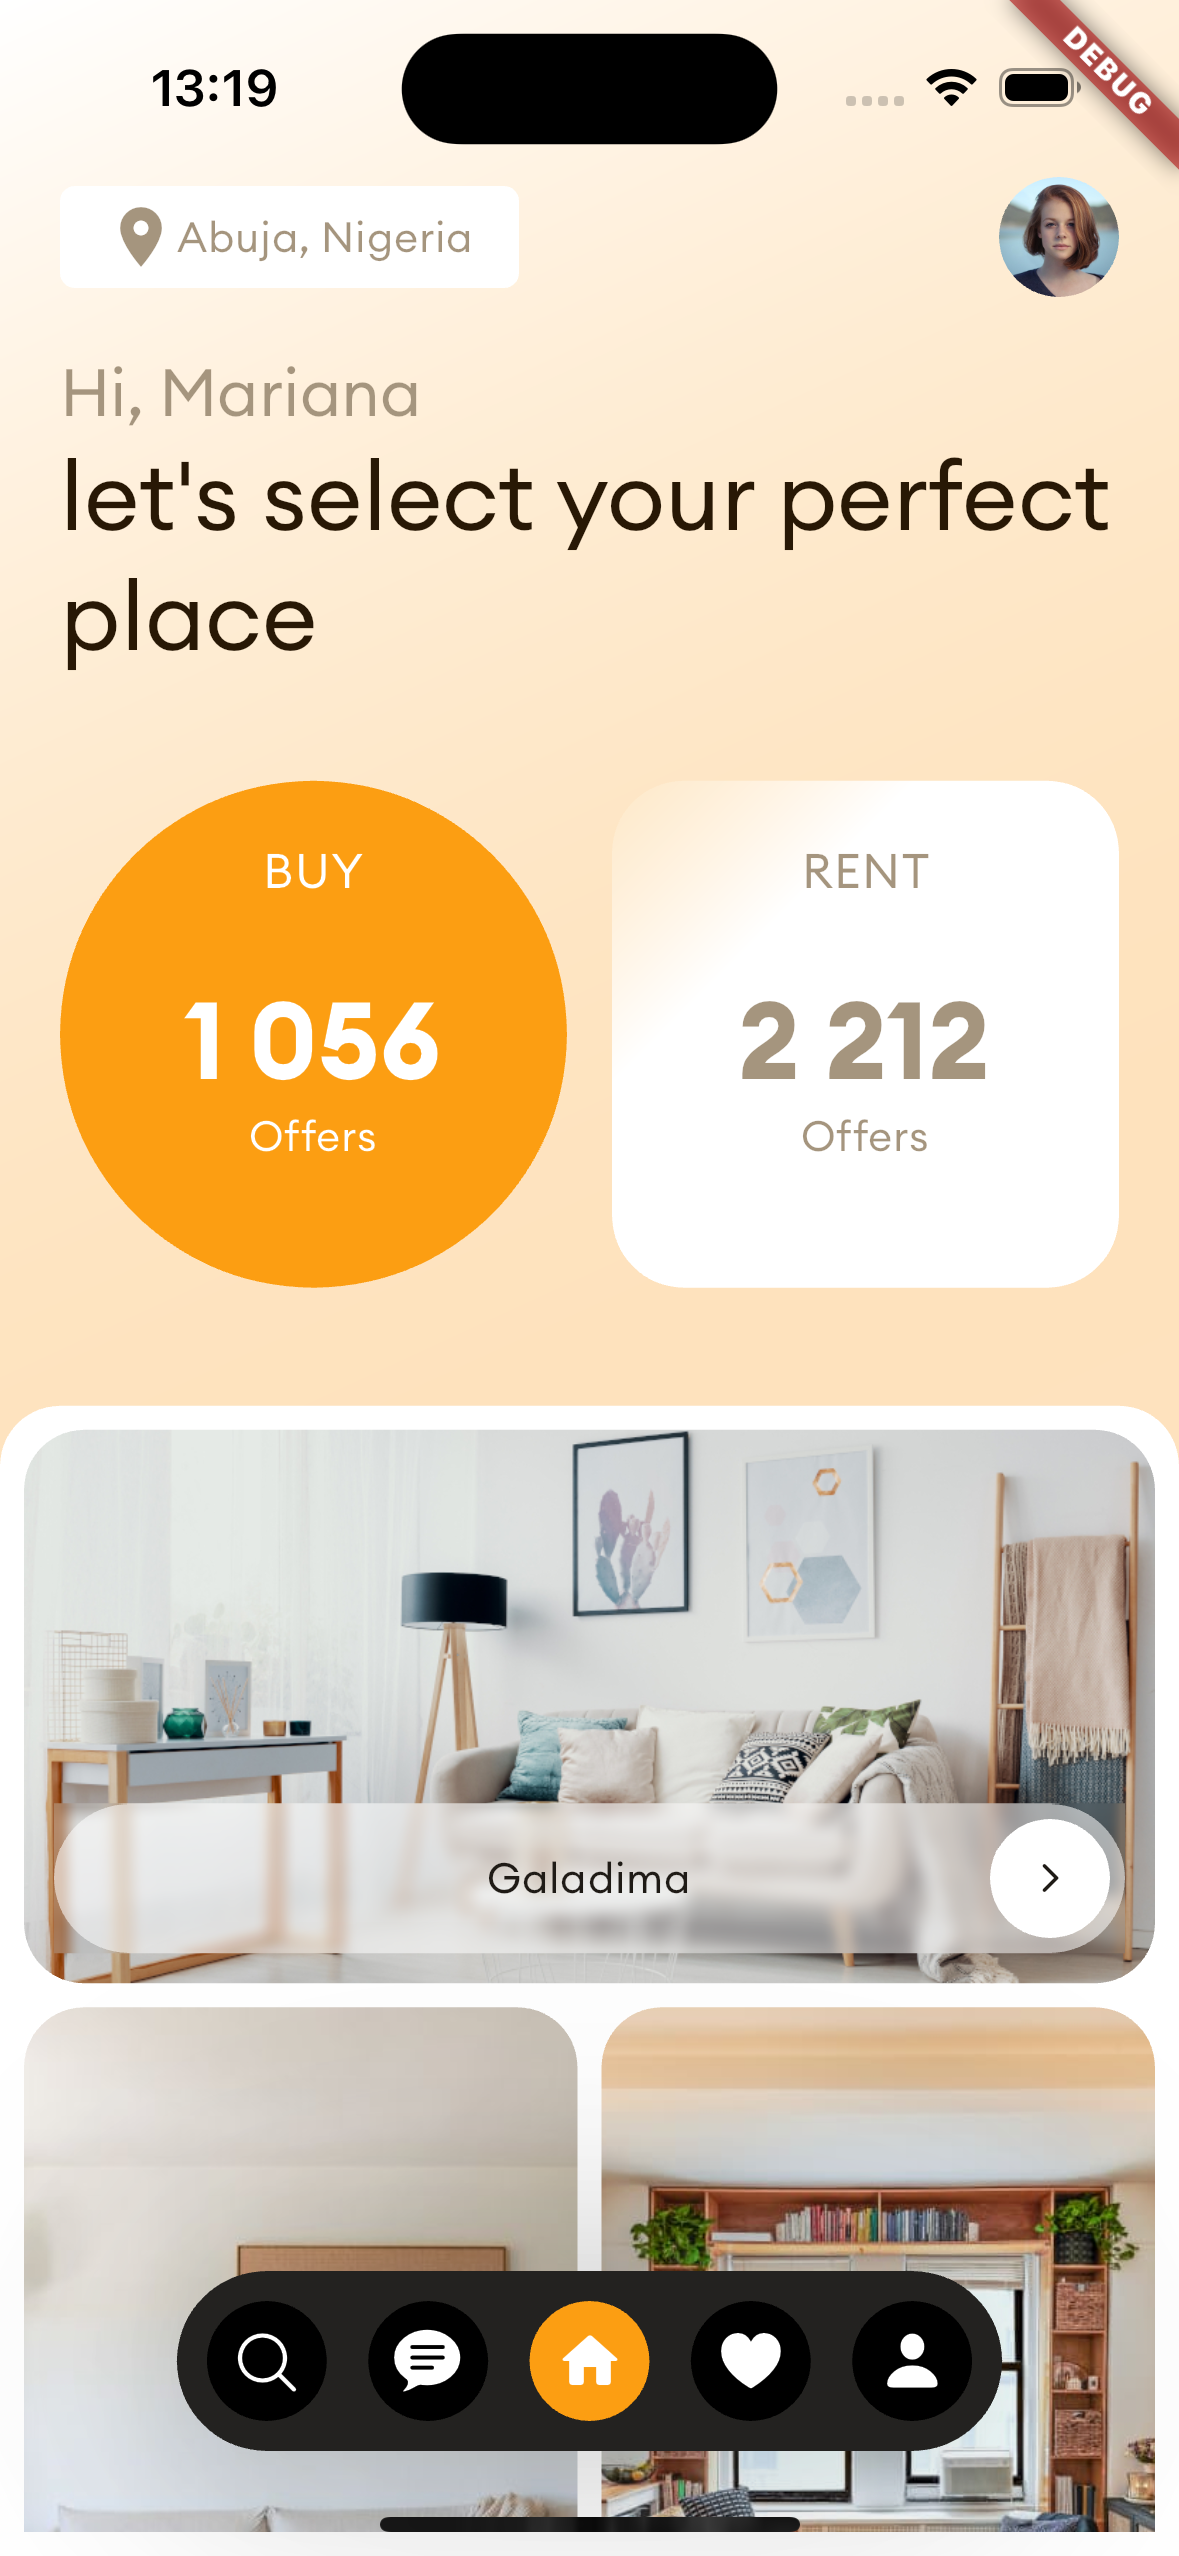 13:19
DEBUG
Abuja, Nigeria
Hi, Mariana
let's select your perfect
place
BUY
1 056
Offers
RENT
2 212
Offers
Galadima